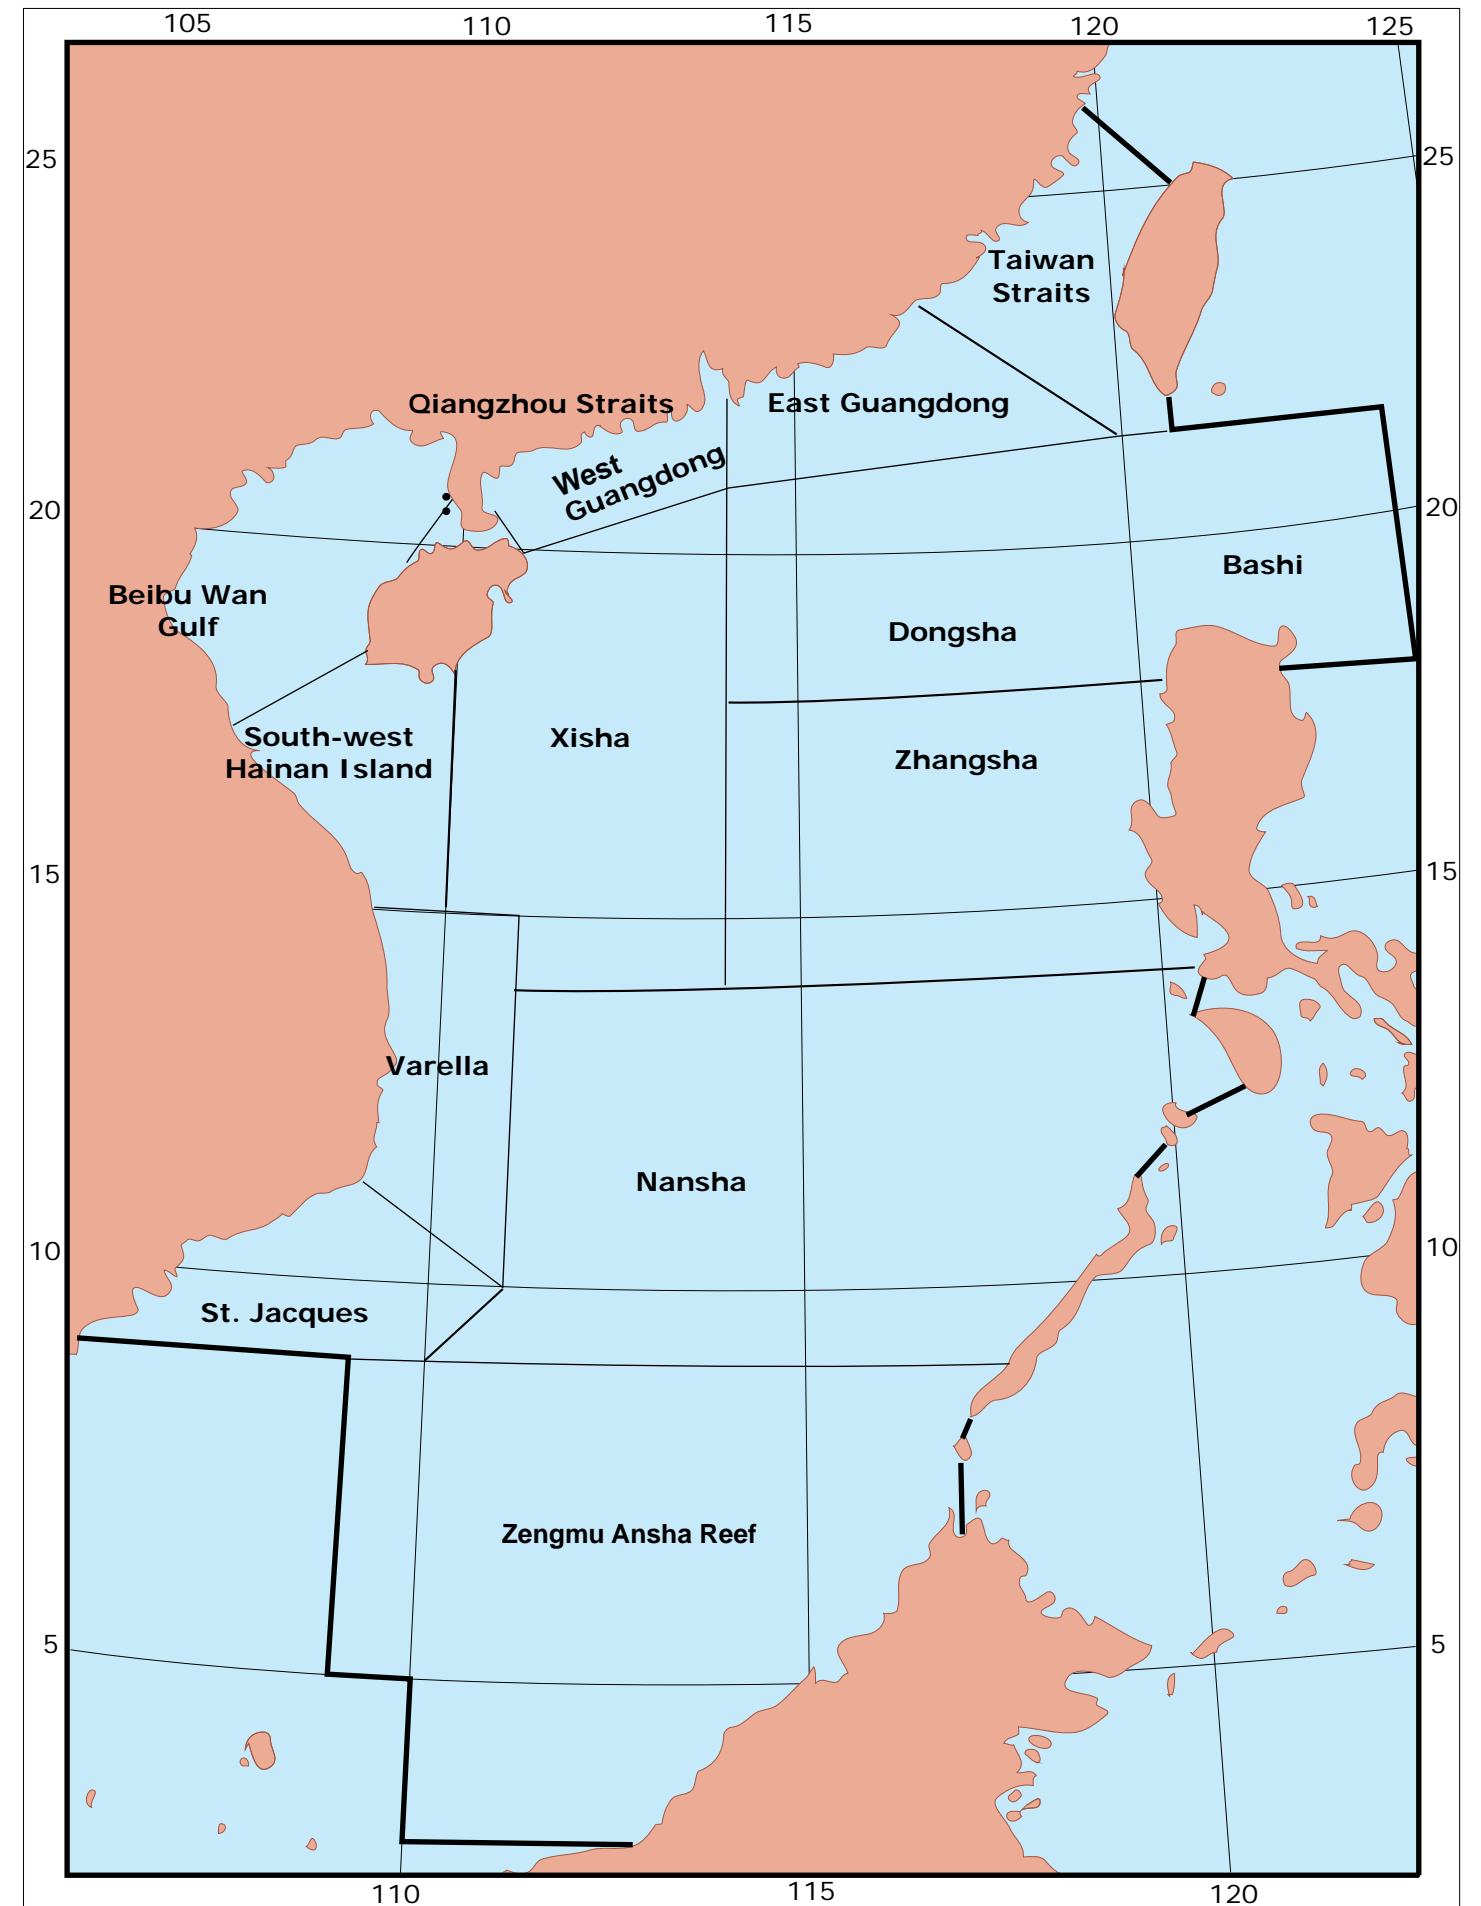 105 110 115 120 125
25 25
Taiwan
Straits
Qiangzhou Straits
East Guangdong
West
Guangdong
20 20
Bashi
Beibu Wan
Gulf
Dongsha
South-west
Hainan Island
Xisha
Zhangsha
15 15
Varella
Nansha
10 10
St. Jacques
Zengmu Ansha Reef
5 5
110 115 120